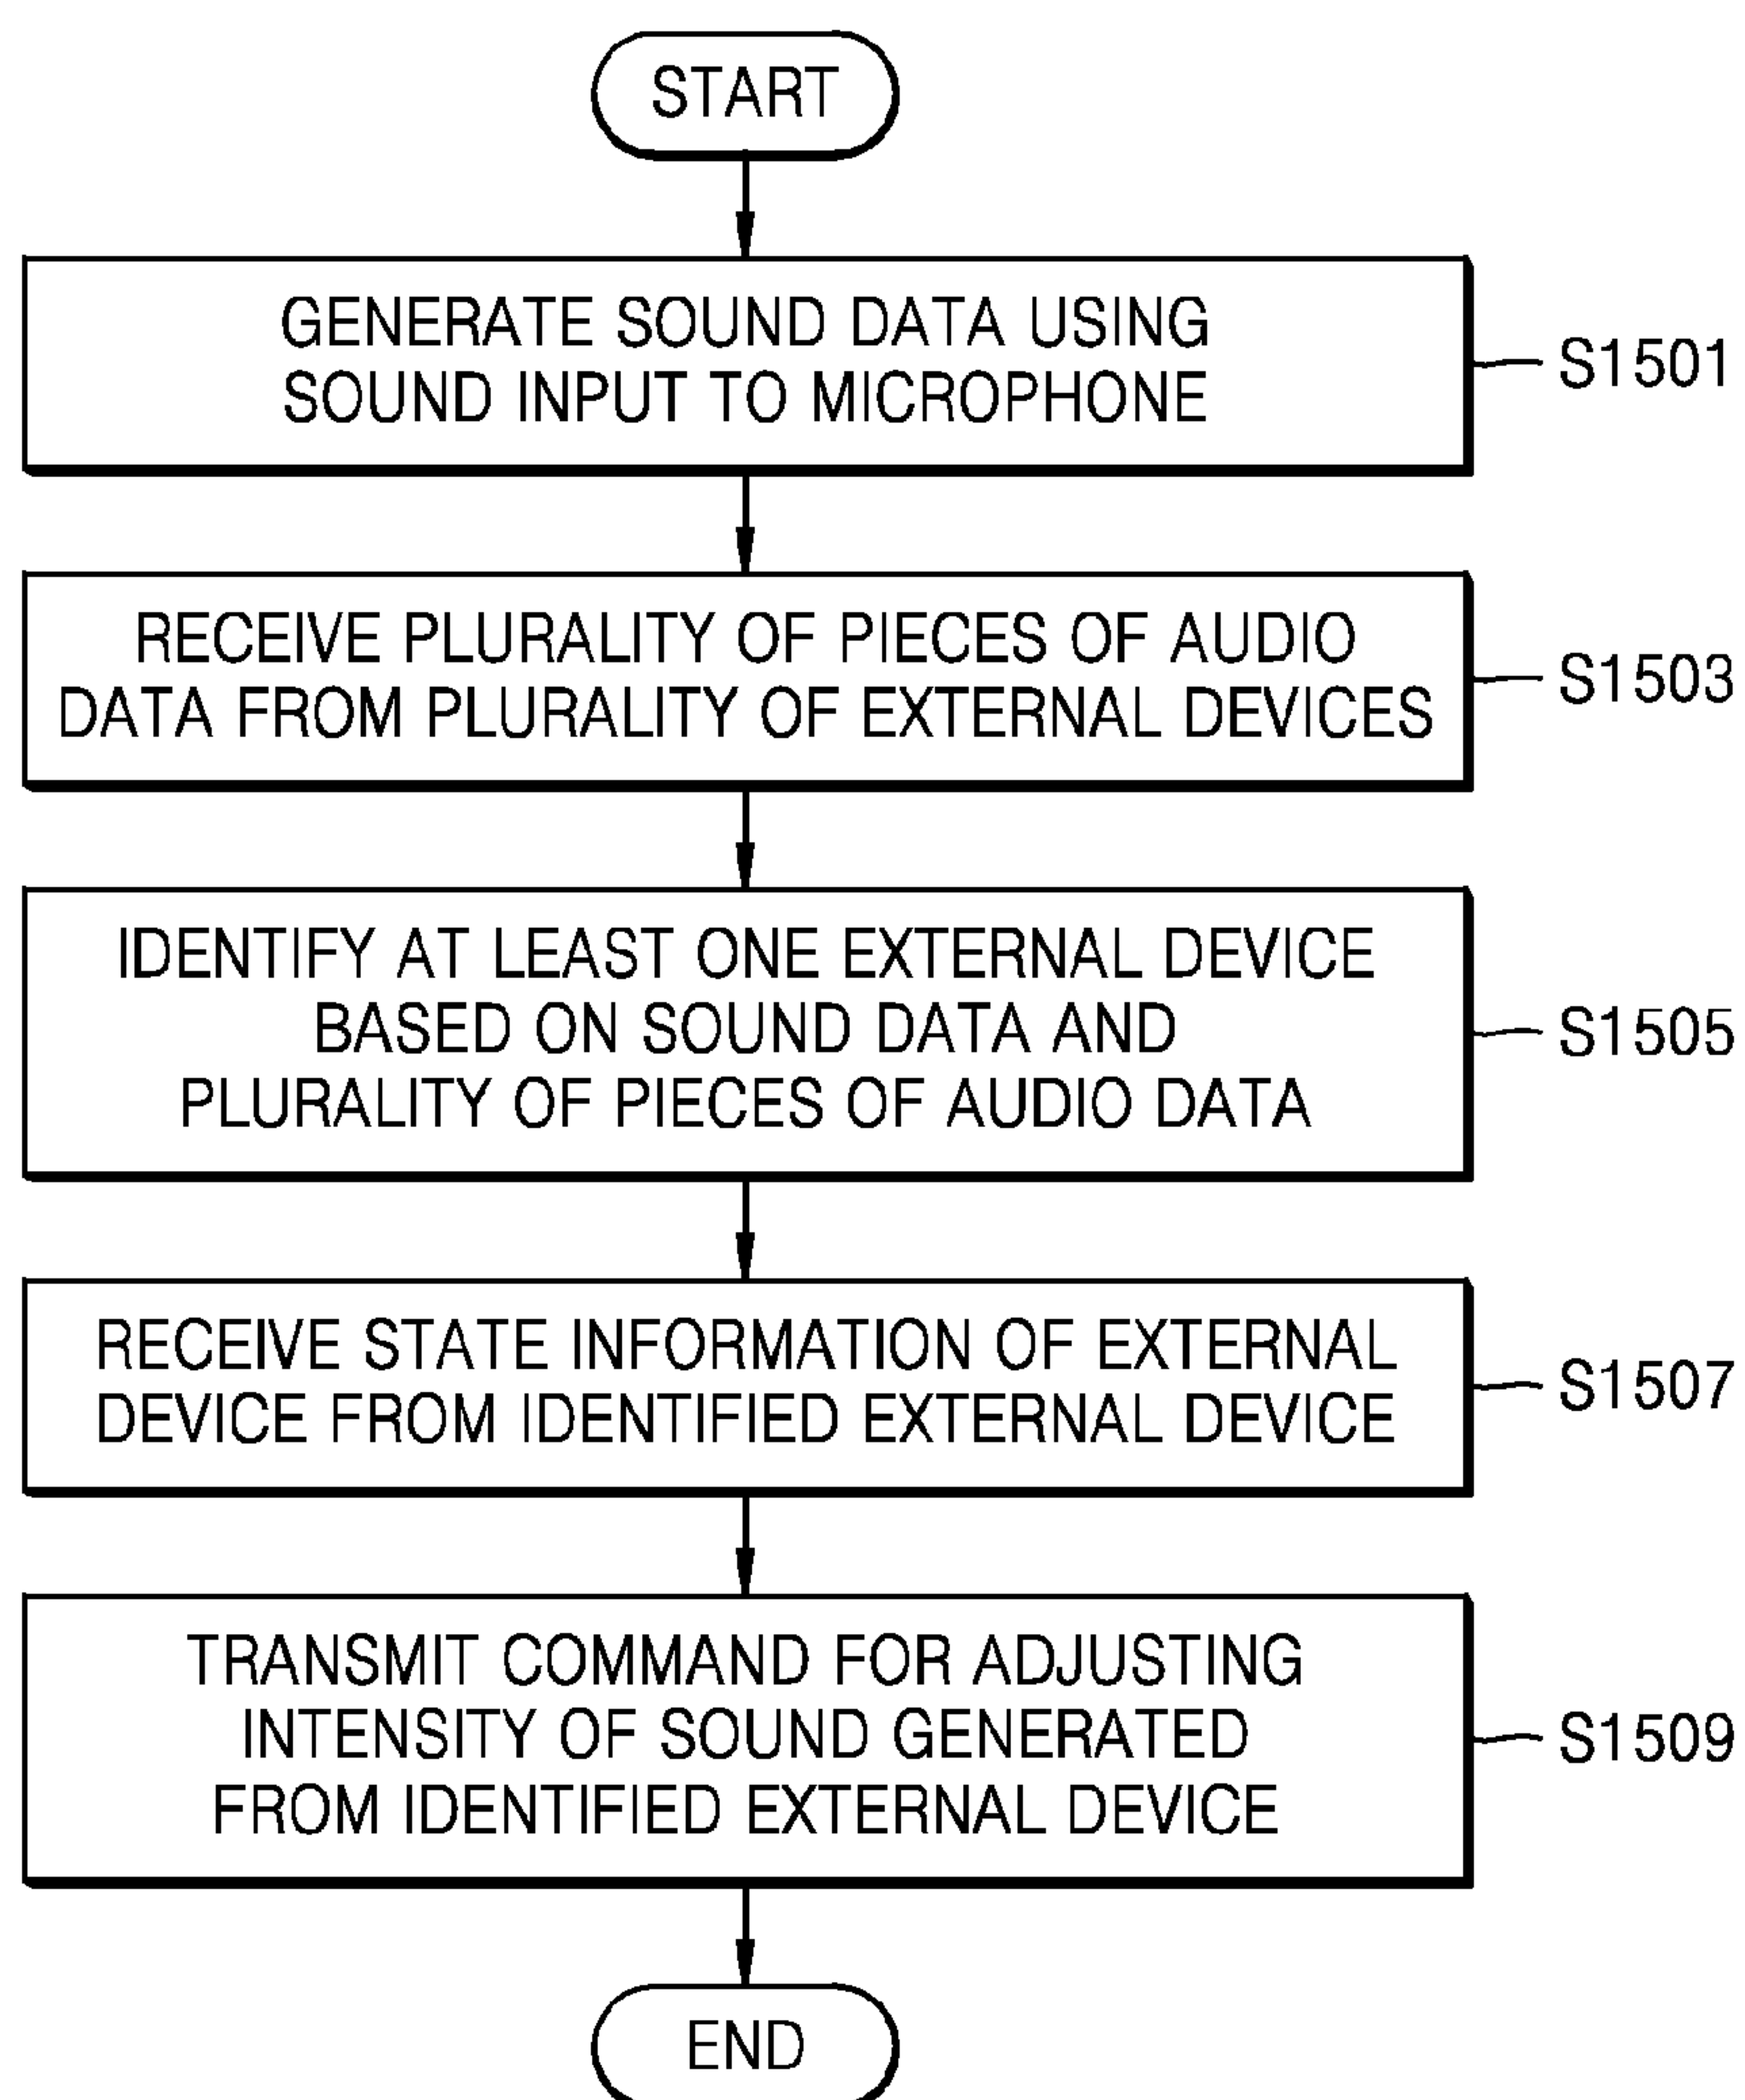 START
GENERATE SOUND DATA USING
SOUND INPUT TO MICROPHONE
S1501
RECEIVE PLURALITY OF PIECES OF AUDIO
DATA FROM PLURALITY OF EXTERNAL DEVICES
S1503
IDENTIFY AT LEAST ONE EXTERNAL DEVICE
BASED ON SOUND DATA AND
PLURALITY OF PIECES OF AUDIO DATA
S1505
RECEIVE STATE INFORMATION OF EXTERNAL
DEVICE FROM IDENTIFIED EXTERNAL DEVICE
S1507
TRANSMIT COMMAND FOR ADJUSTING
INTENSITY OF SOUND GENERATED
FROM IDENTIFIED EXTERNAL DEVICE
S1509
END